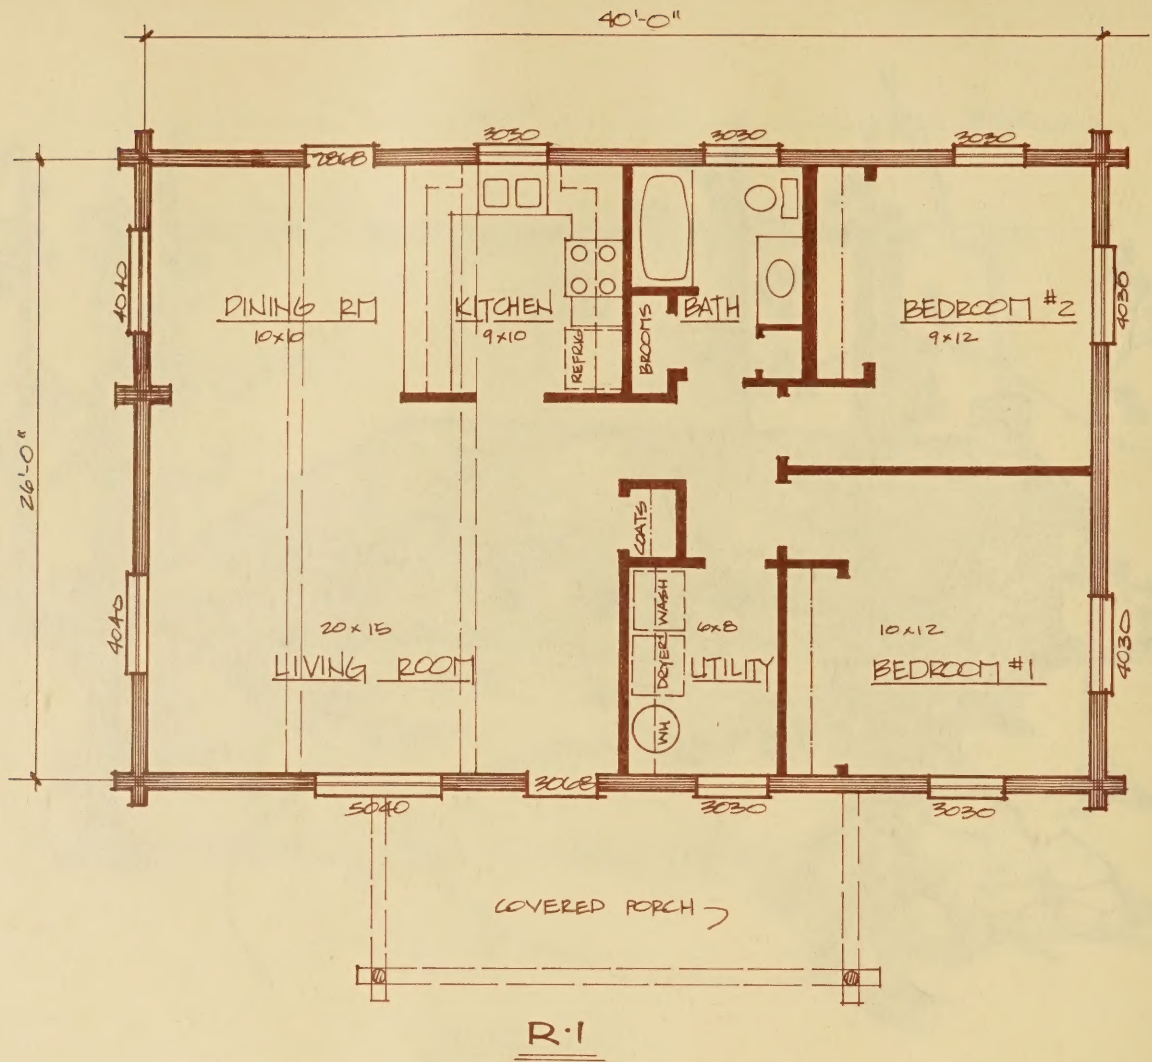 40'-0"
3030
3030
3030
2868
4040
DINING RM
10x10
KITCHEN
9x10
REFRIG
BROOMS
BATH
BEDROOM #2
9x12
4030
26'-0"
COATS
4040
20 x 15
LIVING ROOM
WASH
DRYER
WH
6x8
UTILITY
10x12
BEDROOM #1
4030
5040
3068
3030
3030
COVERED PORCH
R·1